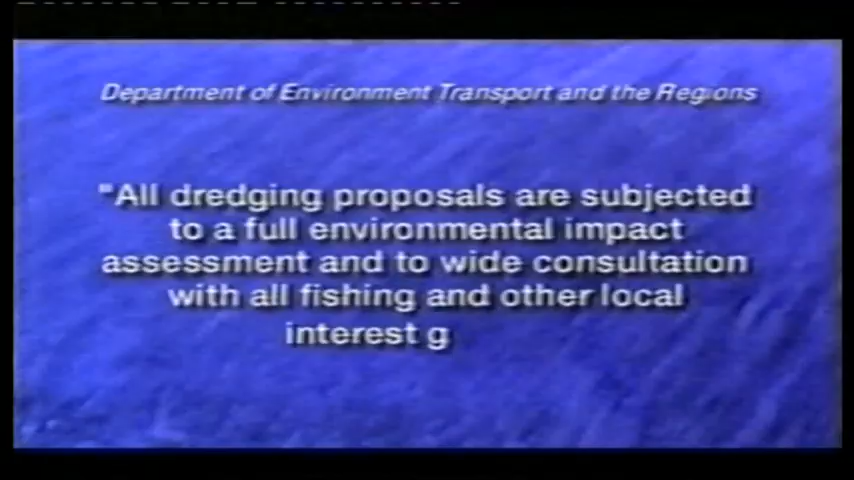 Department of Environment Transport and the Regions
"All dredging proposals are subjected
to a full environmental impact
assessment and to wide consultation
with all fishing and other local
interest g